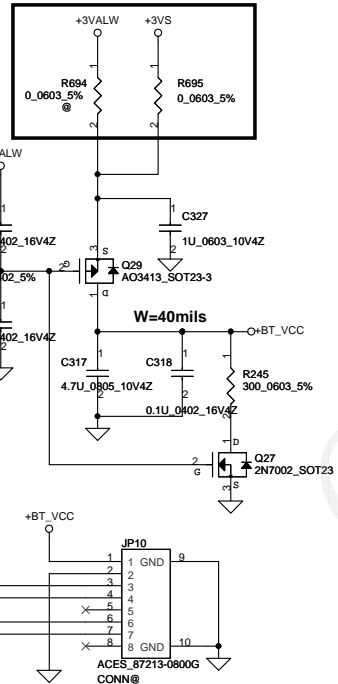 +3VALW +3VS
1 1
R694 R695
0_0603_5% 0_0603_5%
@
2 2
ALW
1
C327
1 1U_0603_10V4Z
402_16V4Z 2
2
3 S
2 G Q29
02_5% AO3413_SOT23-3
1 D
1
W=40mils
402_16V4Z
2
+BT_VCC
1 1 1
C317 C318 R245
4.7U_0805_10V4Z 300_0603_5%
2 2
0.1U_0402_16V4Z 2
1 D
2 G Q27
2N7002_SOT23
3 S
+BT_VCC
JP10
1 1 GND 9
2 2
3 3
4 4
5 5
6 6
7 7
8 8 GND 10
ACES_87213-0800G
CONN@